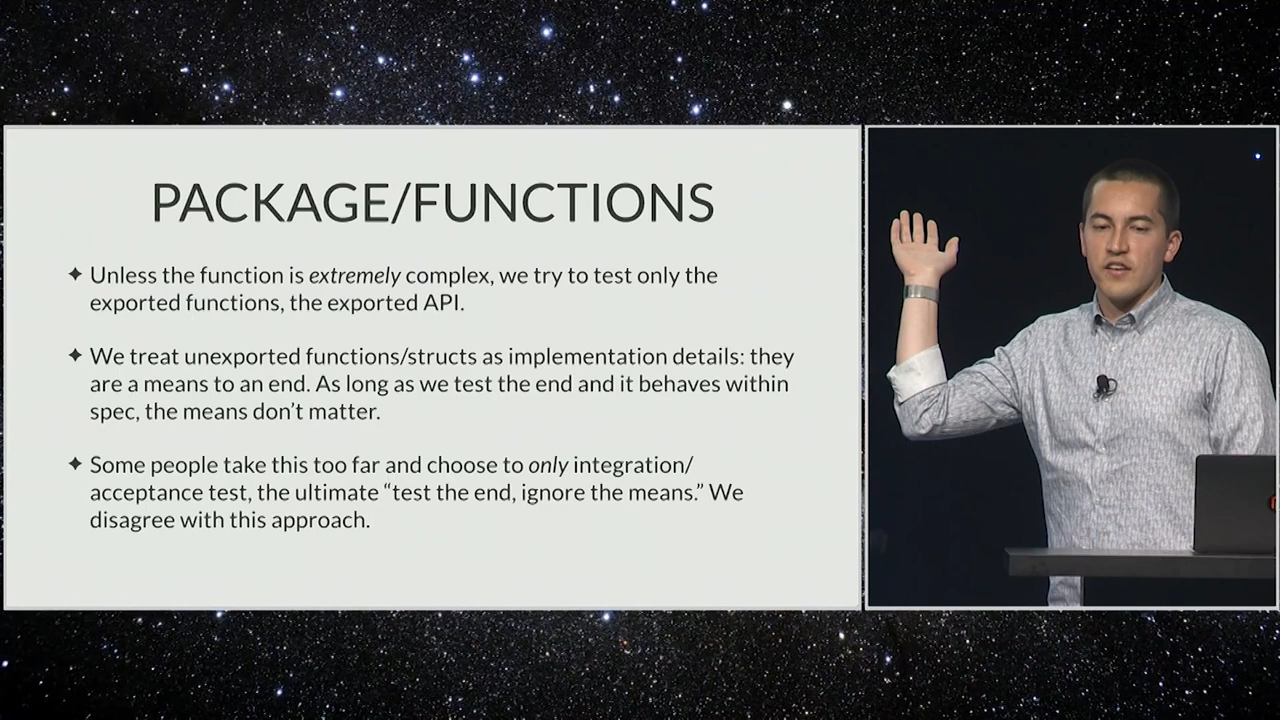 PACKAGE/FUNCTIONS
✦ Unless the function is extremely complex, we try to test only the
exported functions, the exported API.
✦ We treat unexported functions/structs as implementation details: they
are a means to an end. As long as we test the end and it behaves within
spec, the means don’t matter.
✦ Some people take this too far and choose to only integration/
acceptance test, the ultimate “test the end, ignore the means.” We
disagree with this approach.